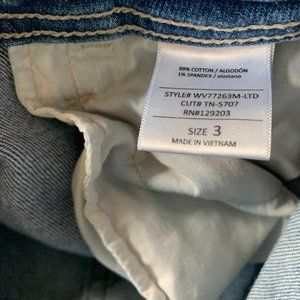 99% COTTON / ALGODÓN
1% SPANDEX / elastano
STYLE# WV77263M-LTD
CUT# TN-5707
RN#129203
SIZE 3
MADE IN VIETNAM